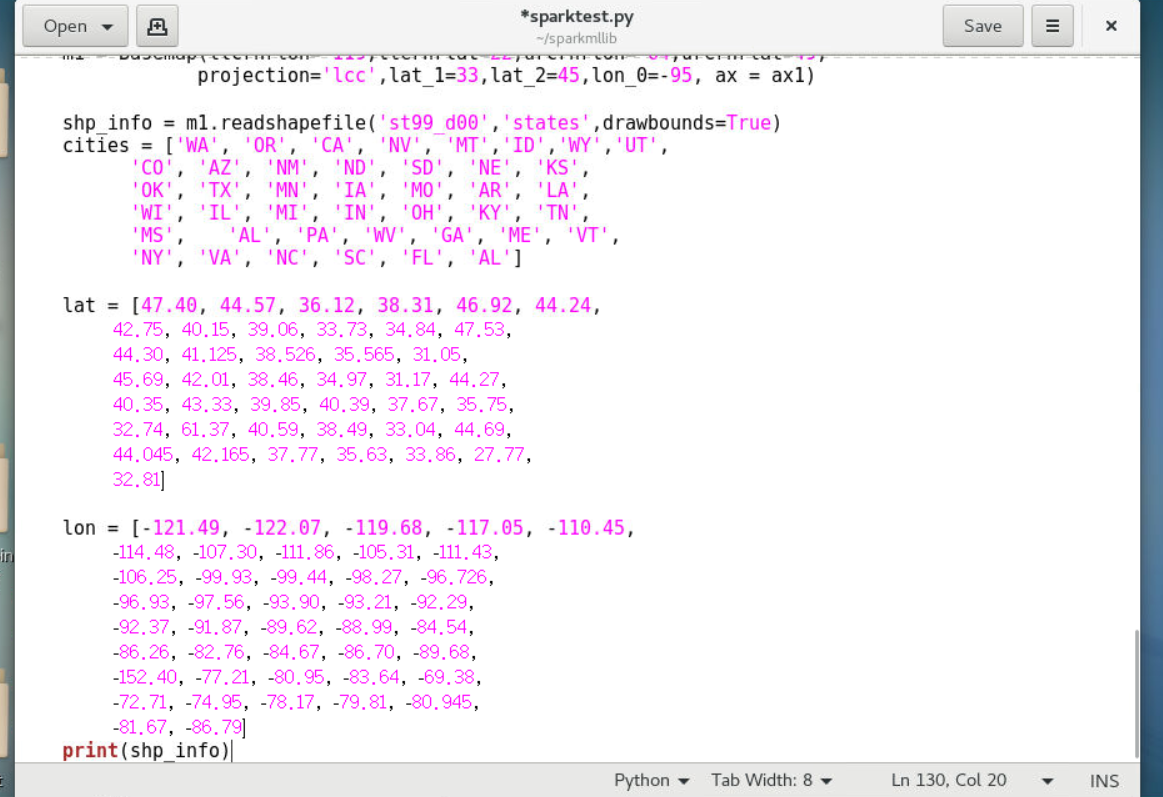 Open
*sparktest.py
~/sparkmllib
Save
projection='lcc',lat_1=33,lat_2=45,lon_0=-95, ax = ax1)
shp_info = m1.readshapefile('st99_d00','states',drawbounds=True)
cities = ['WA', 'OR', 'CA', 'NV', 'MT','ID','WY','UT',
'CO', 'AZ', 'NM', 'ND', 'SD', 'NE', 'KS',
'OK', 'TX', 'MN', 'IA', 'MO', 'AR', 'LA',
'WI', 'IL', 'MI', 'IN', 'OH', 'KY', 'TN',
'MS', 'AL', 'PA', 'WV', 'GA', 'ME', 'VT',
'NY', 'VA', 'NC', 'SC', 'FL', 'AL']
lat = [47.40, 44.57, 36.12, 38.31, 46.92, 44.24,
42.75, 40.15, 39.06, 33.73, 34.84, 47.53,
44.30, 41.125, 38.526, 35.565, 31.05,
45.69, 42.01, 38.46, 34.97, 31.17, 44.27,
40.35, 43.33, 39.85, 40.39, 37.67, 35.75,
32.74, 61.37, 40.59, 38.49, 33.04, 44.69,
44.045, 42.165, 37.77, 35.63, 33.86, 27.77,
32.81]
lon = [-121.49, -122.07, -119.68, -117.05, -110.45,
-114.48, -107.30, -111.86, -105.31, -111.43,
-106.25, -99.93, -99.44, -98.27, -96.726,
-96.93, -97.56, -93.90, -93.21, -92.29,
-92.37, -91.87, -89.62, -88.99, -84.54,
-86.26, -82.76, -84.67, -86.70, -89.68,
-152.40, -77.21, -80.95, -83.64, -69.38,
-72.71, -74.95, -78.17, -79.81, -80.945,
-81.67, -86.79]
print(shp_info)
Python Tab Width: 8 Ln 130, Col 20 INS